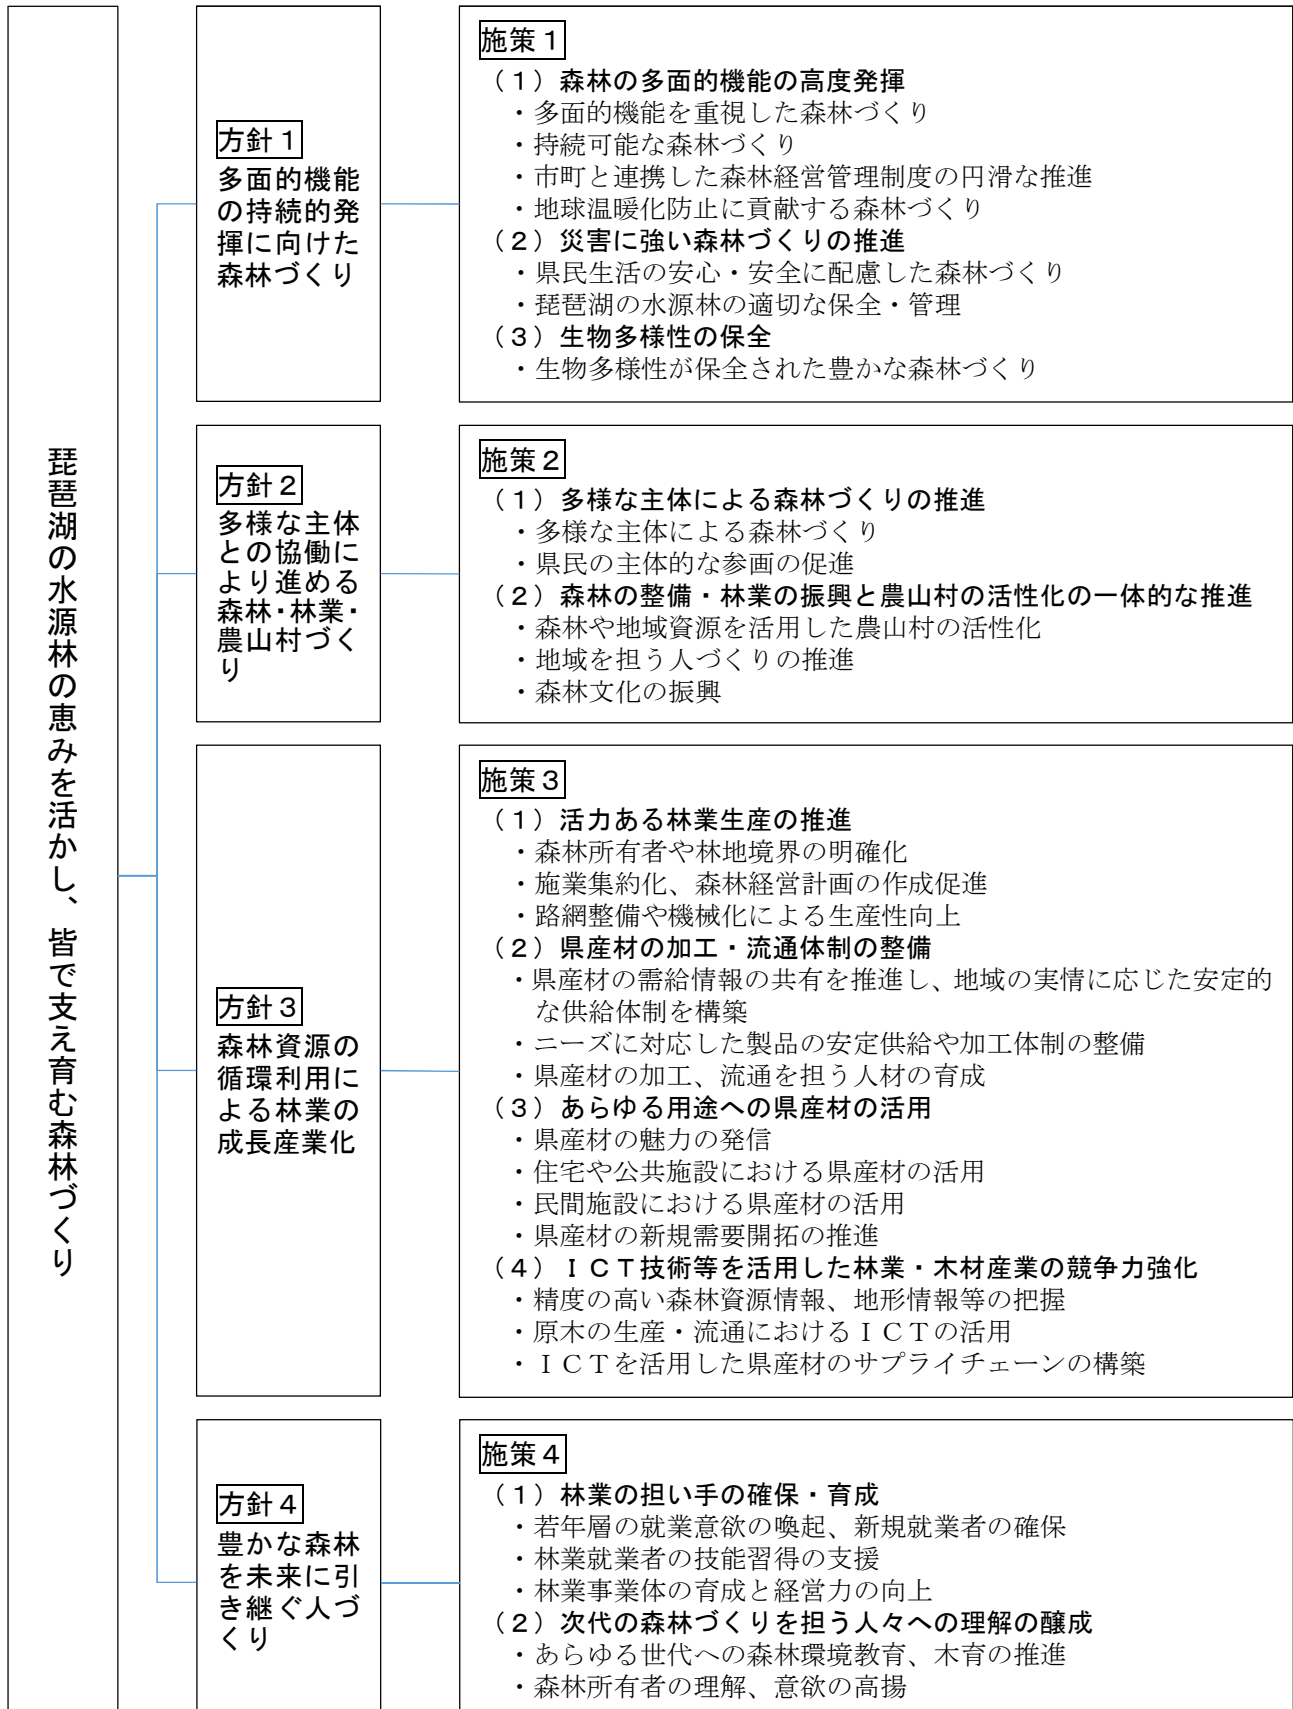 琵琶湖の水源林の恵みを活かし、皆で支え育む森林づくり
方針１
多面的機能
の持続的発
揮に向けた
森林づくり
施策１
（１）森林の多面的機能の高度発揮
・多面的機能を重視した森林づくり
・持続可能な森林づくり
・市町と連携した森林経営管理制度の円滑な推進
・地球温暖化防止に貢献する森林づくり
（２）災害に強い森林づくりの推進
・県民生活の安心・安全に配慮した森林づくり
・琵琶湖の水源林の適切な保全・管理
（３）生物多様性の保全
・生物多様性が保全された豊かな森林づくり
方針２
多様な主体
との協働に
より進める
森林・林業・
農山村づく
り
施策２
（１）多様な主体による森林づくりの推進
・多様な主体による森林づくり
・県民の主体的な参画の促進
（２）森林の整備・林業の振興と農山村の活性化の一体的な推進
・森林や地域資源を活用した農山村の活性化
・地域を担う人づくりの推進
・森林文化の振興
方針３
森林資源の
循環利用に
よる林業の
成長産業化
施策３
（１）活力ある林業生産の推進
・森林所有者や林地境界の明確化
・施業集約化、森林経営計画の作成促進
・路網整備や機械化による生産性向上
（２）県産材の加工・流通体制の整備
・県産材の需給情報の共有を推進し、地域の実情に応じた安定的
な供給体制を構築
・ニーズに対応した製品の安定供給や加工体制の整備
・県産材の加工、流通を担う人材の育成
（３）あらゆる用途への県産材の活用
・県産材の魅力の発信
・住宅や公共施設における県産材の活用
・民間施設における県産材の活用
・県産材の新規需要開拓の推進
（４）ＩＣＴ技術等を活用した林業・木材産業の競争力強化
・精度の高い森林資源情報、地形情報等の把握
・原木の生産・流通におけるＩＣＴの活用
・ＩＣＴを活用した県産材のサプライチェーンの構築
方針４
豊かな森林
を未来に引
き継ぐ人づ
くり
施策４
（１）林業の担い手の確保・育成
・若年層の就業意欲の喚起、新規就業者の確保
・林業就業者の技能習得の支援
・林業事業体の育成と経営力の向上
（２）次代の森林づくりを担う人々への理解の醸成
・あらゆる世代への森林環境教育、木育の推進
・森林所有者の理解、意欲の高揚